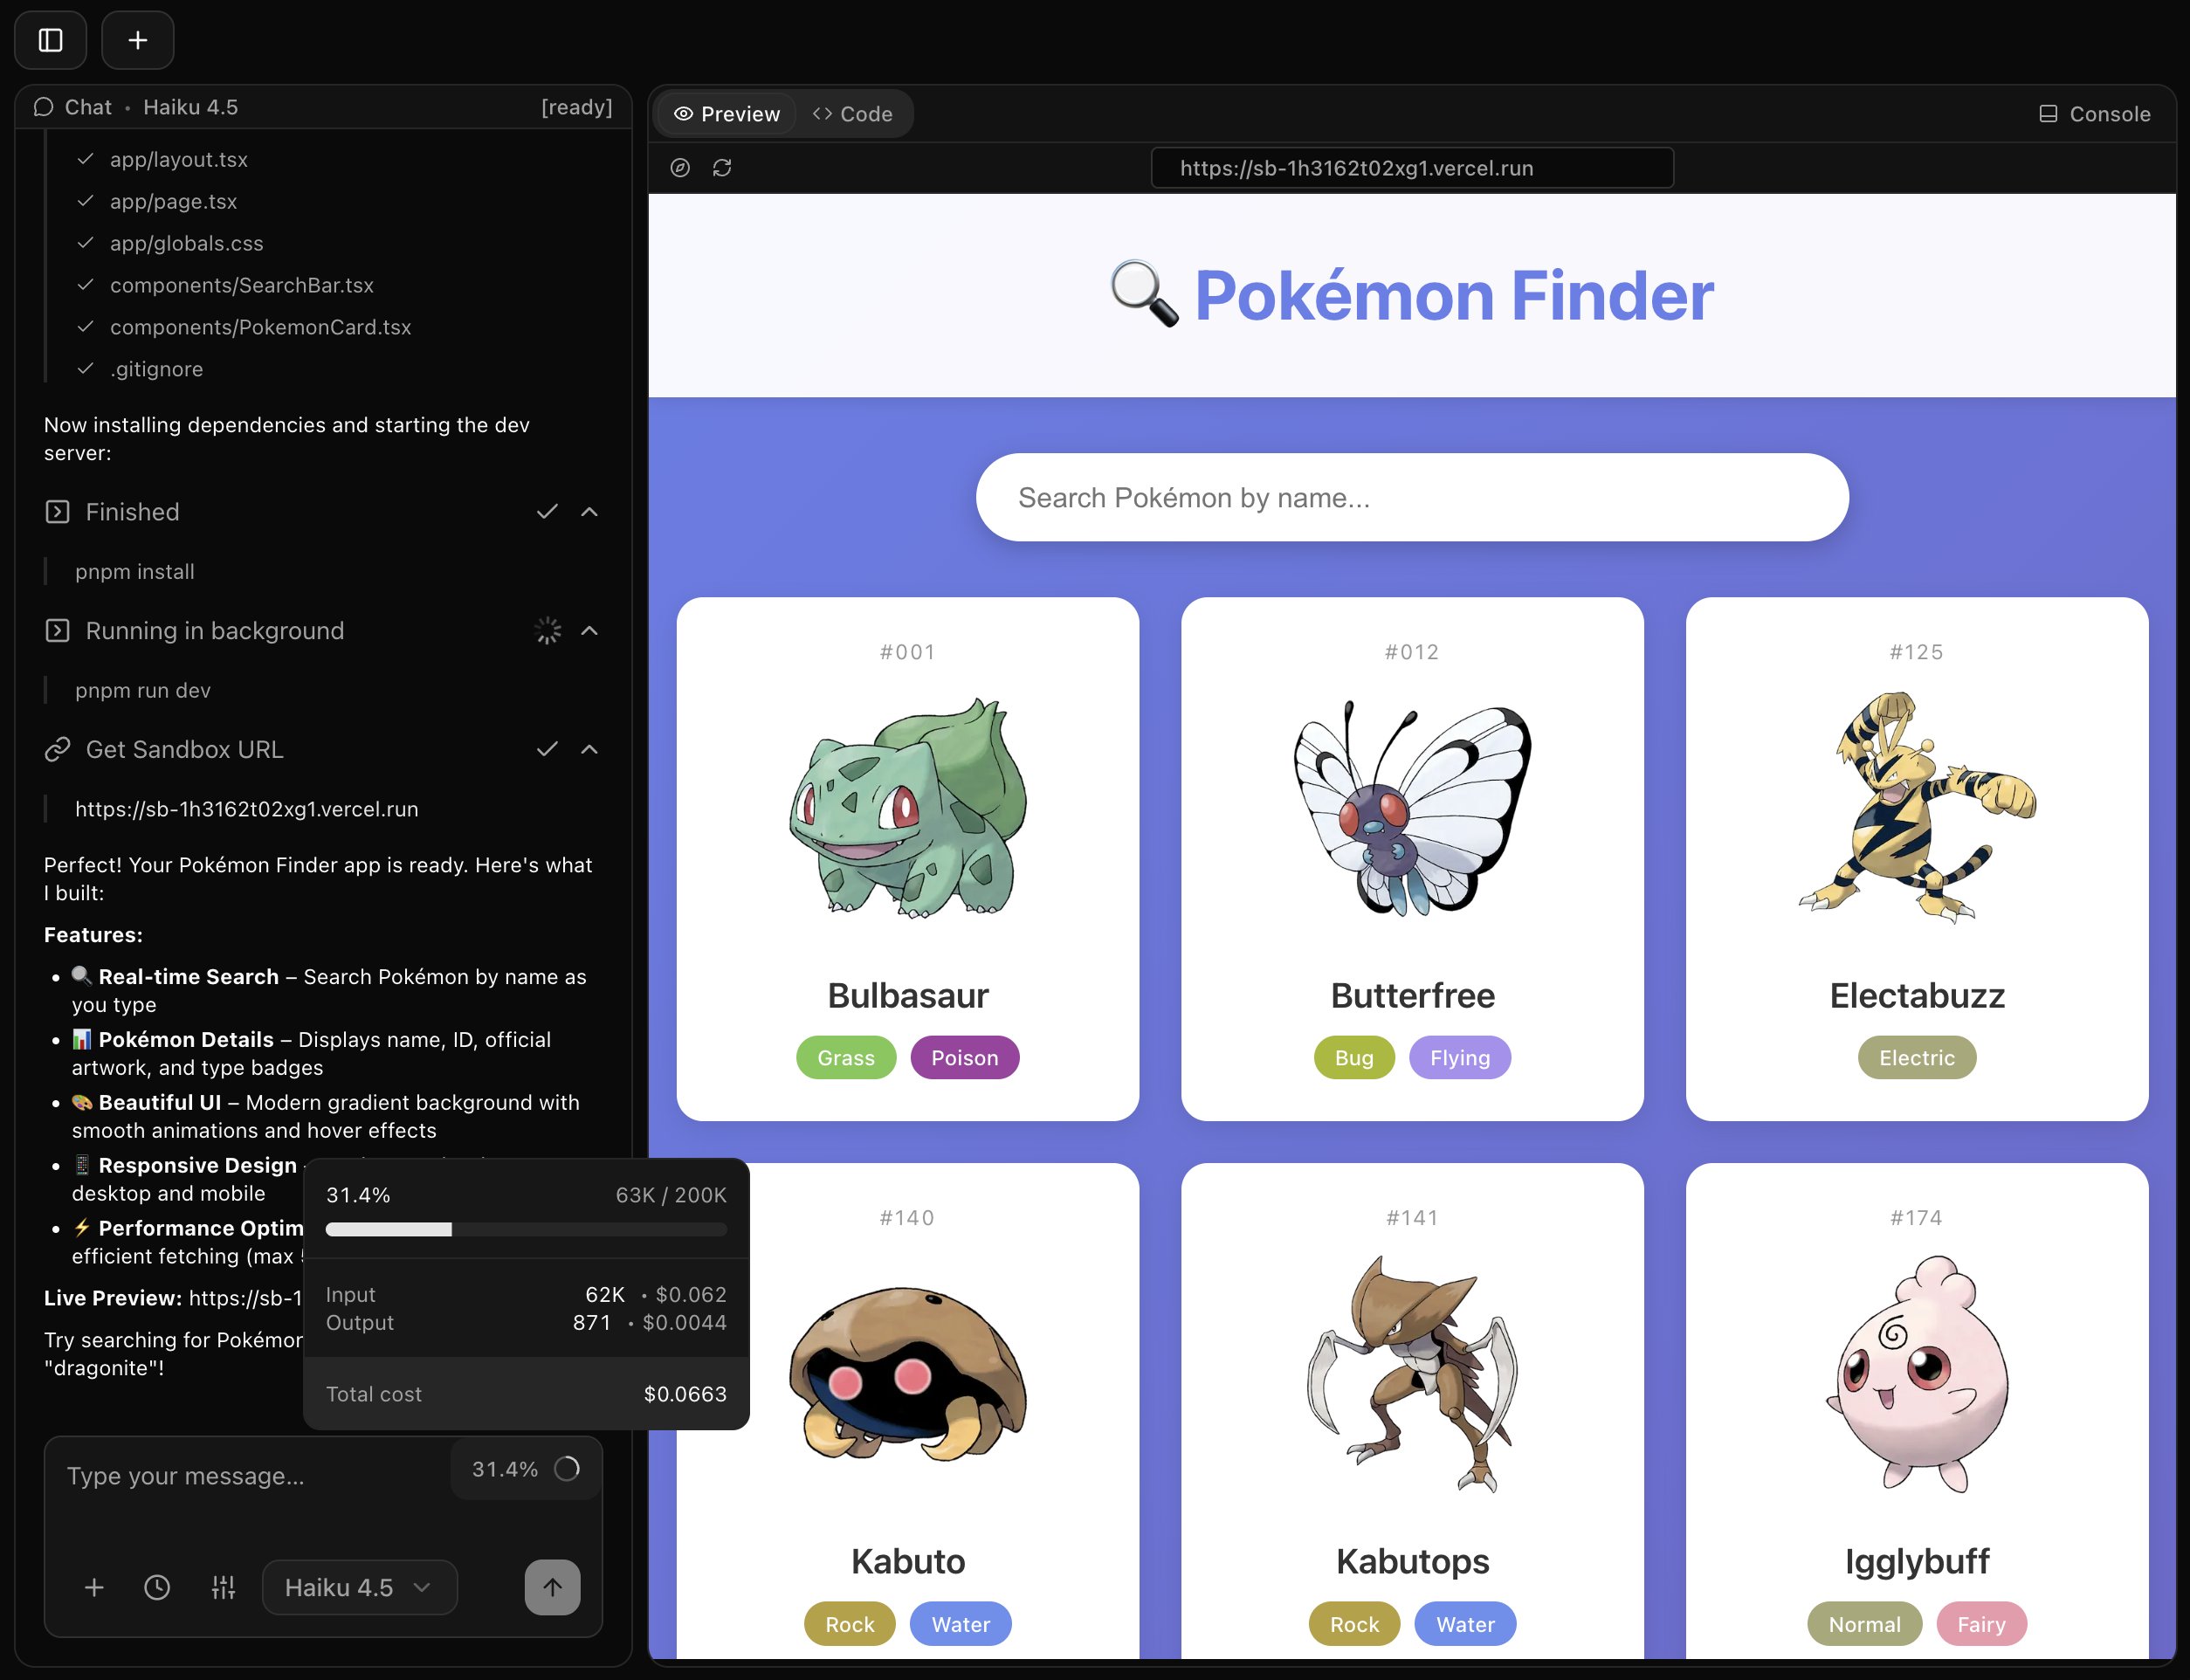 Chat • Haiku 4.5 [ready]
app/layout.tsx
app/page.tsx
app/globals.css
components/SearchBar.tsx
components/PokemonCard.tsx
.gitignore
Now installing dependencies and starting the dev
server:
Finished
pnpm install
Running in background
pnpm run dev
Get Sandbox URL
https://sb-1h3162t02xg1.vercel.run
Perfect! Your Pokémon Finder app is ready. Here's what
I built:
Features:
• 🔍 Real-time Search – Search Pokémon by name as
you type
• 📊 Pokémon Details – Displays name, ID, official
artwork, and type badges
• 🎨 Beautiful UI – Modern gradient background with
smooth animations and hover effects
• 📱 Responsive Design
desktop and mobile
• ⚡ Performance Optim
efficient fetching (max
Live Preview: https://sb-1
Try searching for Pokémon
"dragonite"!
31.4% 63K / 200K
Input 62K • $0.062
Output 871 • $0.0044
Total cost $0.0663
Type your message...
31.4%
Haiku 4.5
Preview
Code
Console
https://sb-1h3162t02xg1.vercel.run
🔍 Pokémon Finder
Search Pokémon by name...
#001
Bulbasaur
Grass Poison
#012
Butterfree
Bug Flying
#125
Electabuzz
Electric
#140
Kabuto
Rock Water
#141
Kabutops
Rock Water
#174
Igglybuff
Normal Fairy